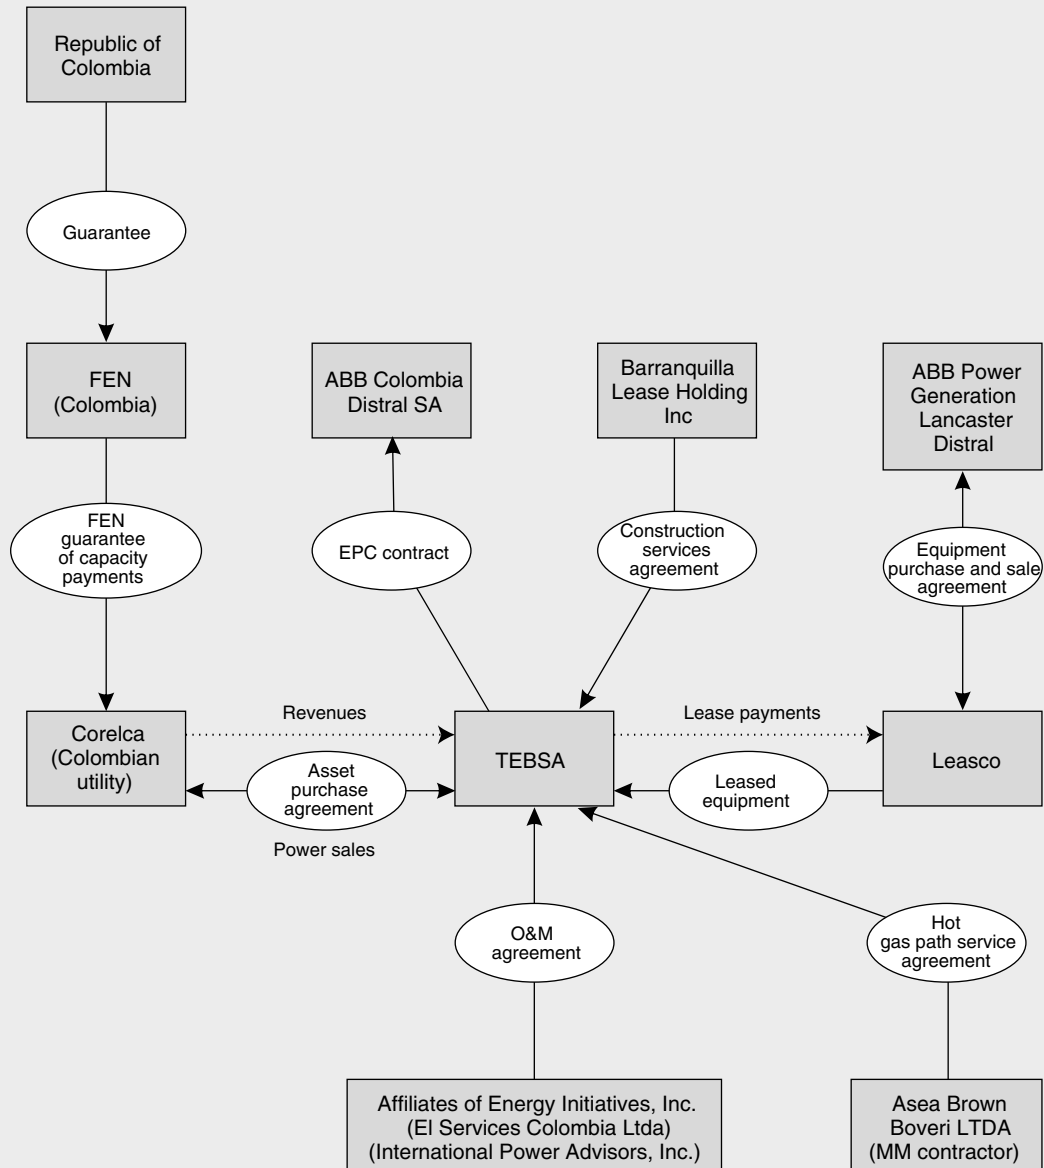 Republic of
Colombia
Guarantee
FEN
(Colombia)
ABB Colombia
Distral SA
Barranquilla
Lease Holding
Inc
ABB Power
Generation
Lancaster
Distral
FEN
guarantee
of capacity
payments
EPC contract
Construction
services
agreement
Equipment
purchase and sale
agreement
Corelca
(Colombian
utility)
Revenues
Asset
purchase
agreement
Power sales
TEBSA
Lease payments
Leased
equipment
Leasco
O&M
agreement
Hot
gas path service
agreement
Affiliates of Energy Initiatives, Inc.
(EI Services Colombia Ltda)
(International Power Advisors, Inc.)
Asea Brown
Boveri LTDA
(MM contractor)